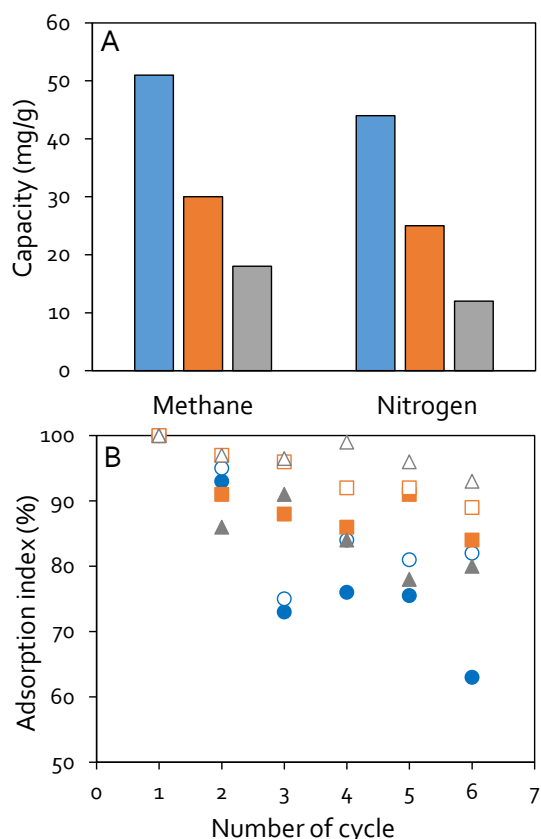 A
Capacity (mg/g)
60
50
40
30
20
10
0
Methane Nitrogen
B
Adsorption index (%)
100
90
80
70
60
50
0 1 2 3 4 5 6 7
Number of cycle